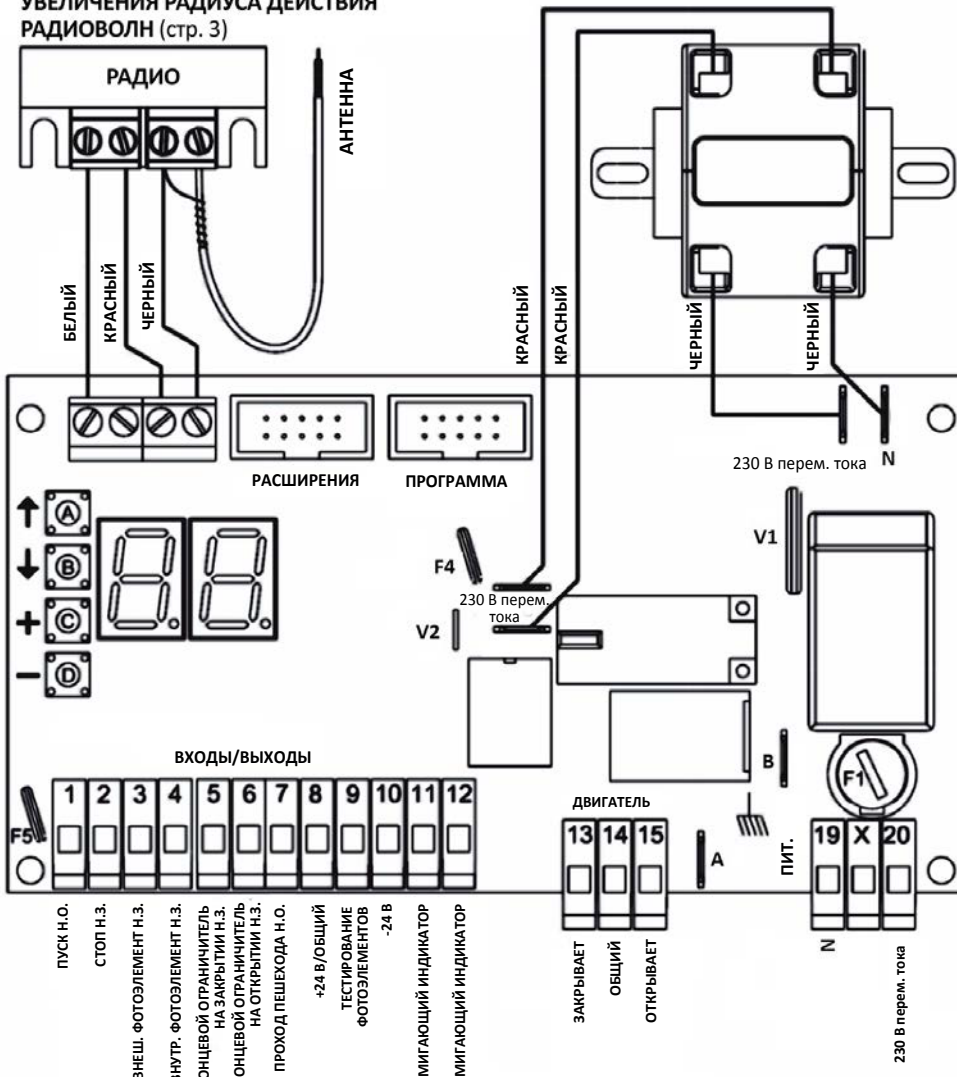 УВЕЛИЧЕНИЯ РАДИУСА ДЕЙСТВИЯ
РАДИОВОЛН (стр. 3)
РАДИО
АНТЕННА
БЕЛЫЙ
КРАСНЫЙ
ЧЕРНЫЙ
КРАСНЫЙ
КРАСНЫЙ
ЧЕРНЫЙ
ЧЕРНЫЙ
РАСШИРЕНИЯ
ПРОГРАММА
230 В перем. тока
N
A
B
C
D
F4
230 В перем.
тока
V2
V1
ВХОДЫ/ВЫХОДЫ
F5
1 2 3 4 5 6 7 8 9 10 11 12
ДВИГАТЕЛЬ
13 14 15
A
B
F1
ПИТ.
19 X 20
ПУСК Н.О.
СТОП Н.З.
ВНЕШ. ФОТОЭЛЕМЕНТ Н.З.
ВНУТР. ФОТОЭЛЕМЕНТ Н.З.
ОНЦЕВОЙ ОГРАНИЧИТЕЛЬ
НА ЗАКРЫТИИ Н.З.
ОНЦЕВОЙ ОГРАНИЧИТЕЛЬ
НА ОТКРЫТИИ Н.З.
ПРОХОД ПЕШЕХОДА Н.О.
+24 В/ОБЩИЙ
ТЕСТИРОВАНИЕ
ФОТОЭЛЕМЕНТОВ
-24 В
МИГАЮЩИЙ ИНДИКАТОР
МИГАЮЩИЙ ИНДИКАТОР
ЗАКРЫВАЕТ
ОБЩИЙ
ОТКРЫВАЕТ
N
230 В перем. тока